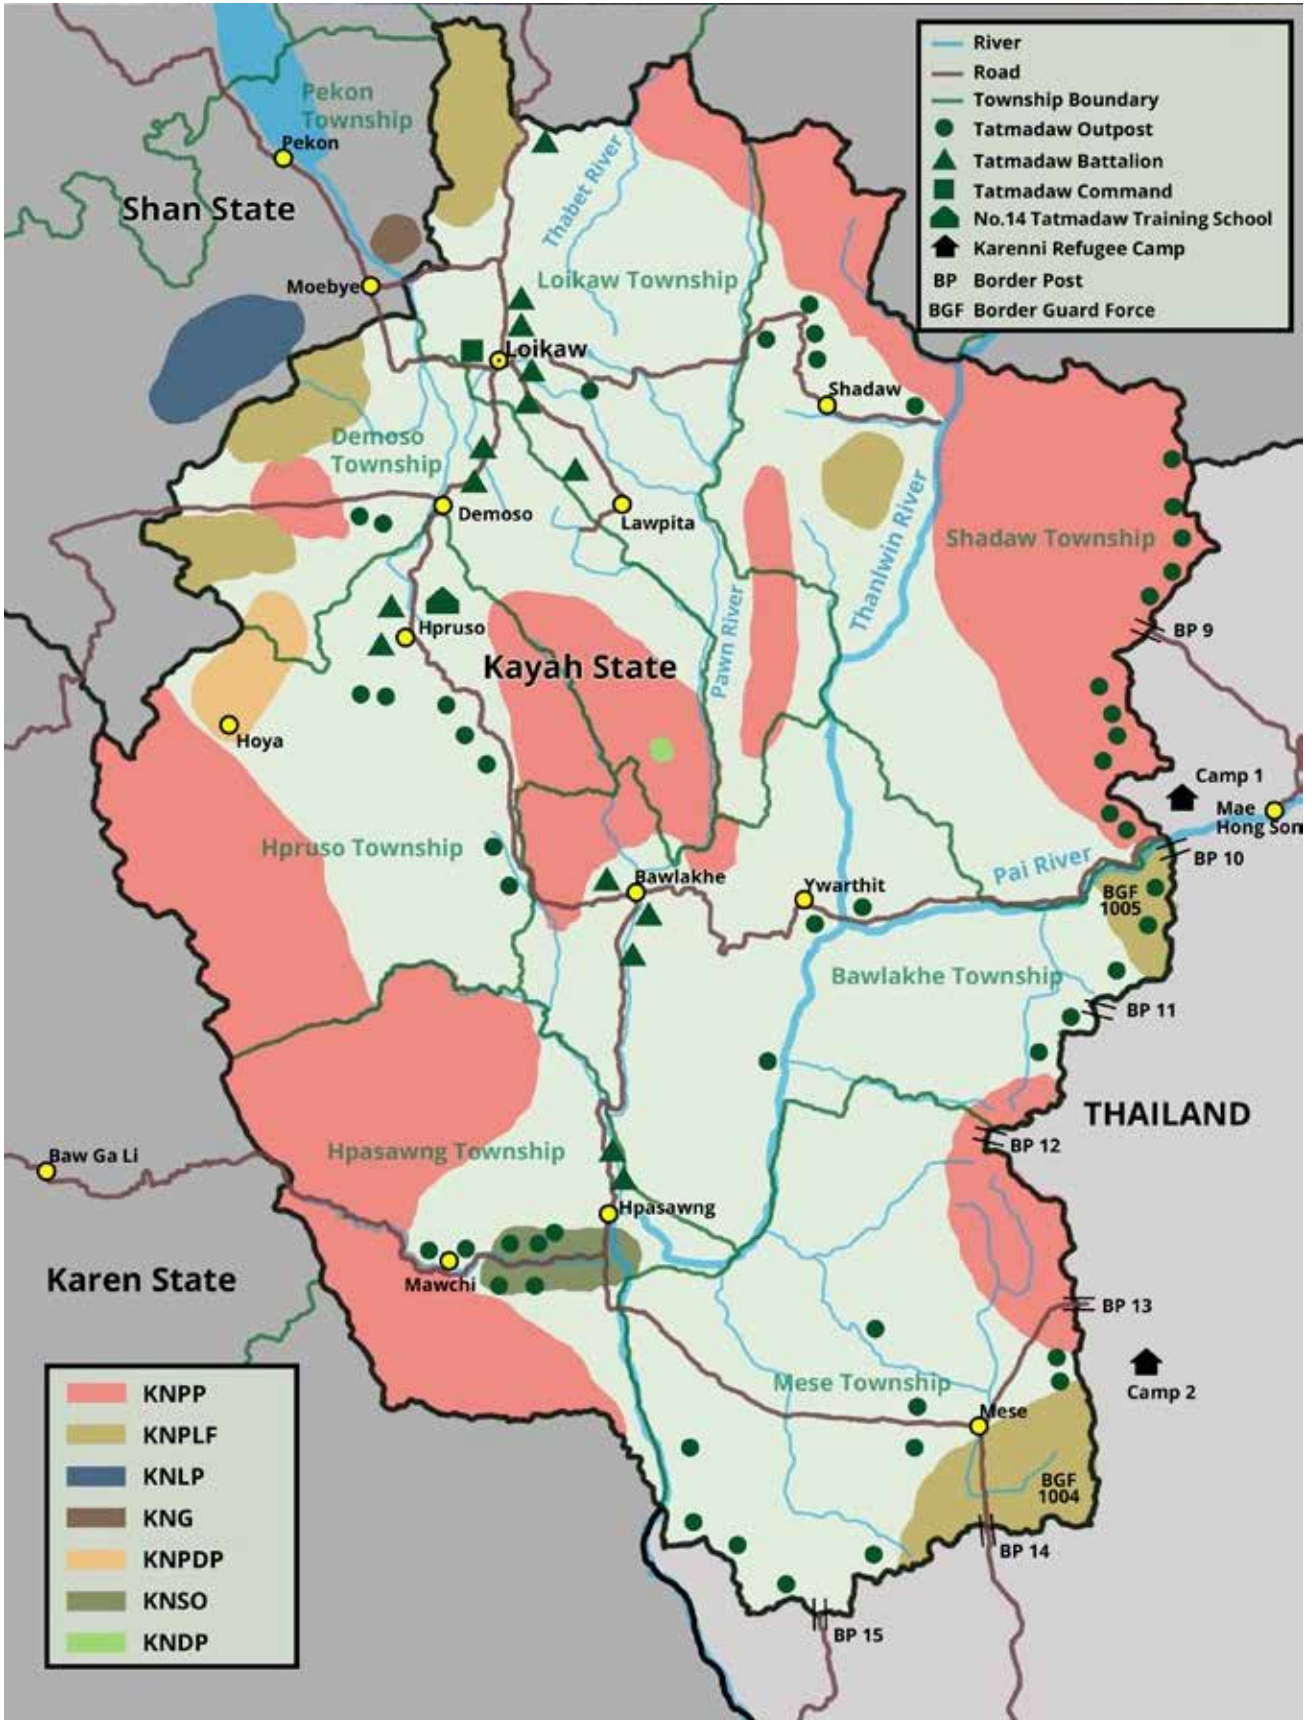 River
Road
Township Boundary
Tatmadaw Outpost
Tatmadaw Battalion
Tatmadaw Command
No.14 Tatmadaw Training School
Karenni Refugee Camp
BP Border Post
BGF Border Guard Force
Pekon
Township
Pekon
Shan State
Thabet River
Loikaw Township
Moebye
Loikaw
Shadaw
Demoso
Township
Demoso
Lawpita
Thanlwin River
Shadaw Township
Pawn River
Hpruso
BP 9
Kayah State
Hoya
Camp 1
Mae
Hong Son
Hpruso Township
BP 10
Pai River
Bawlakhe
Ywarthit
BGF
1005
Bawlakhe Township
BP 11
THAILAND
BP 12
Hpasawng Township
Baw Ga Li
Hpasawng
Karen State
Mawchi
BP 13
Mese Township
Camp 2
Mese
BGF
1004
BP 14
BP 15
KNPP
KNPLF
KNLP
KNG
KNPDP
KNSO
KNDP